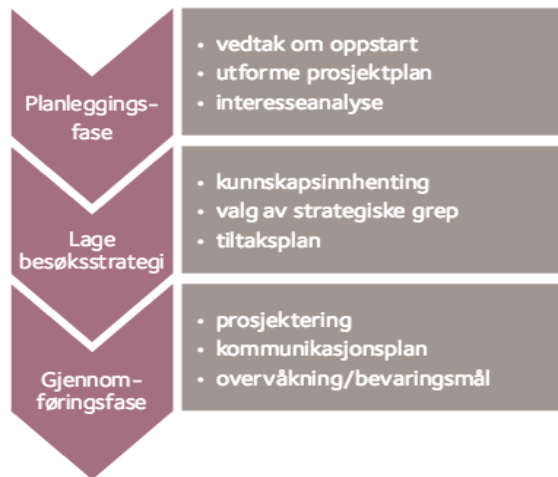 Planleggings-
fase
• vedtak om oppstart
• utforme prosjektplan
• interesseanalyse
Lage
besøksstrategi
• kunnskapsinnhenting
• valg av strategiske grep
• tiltaksplan
Gjennom-
føringsfase
• prosjektering
• kommunikasjonsplan
• overvåkning/bevaringsmål